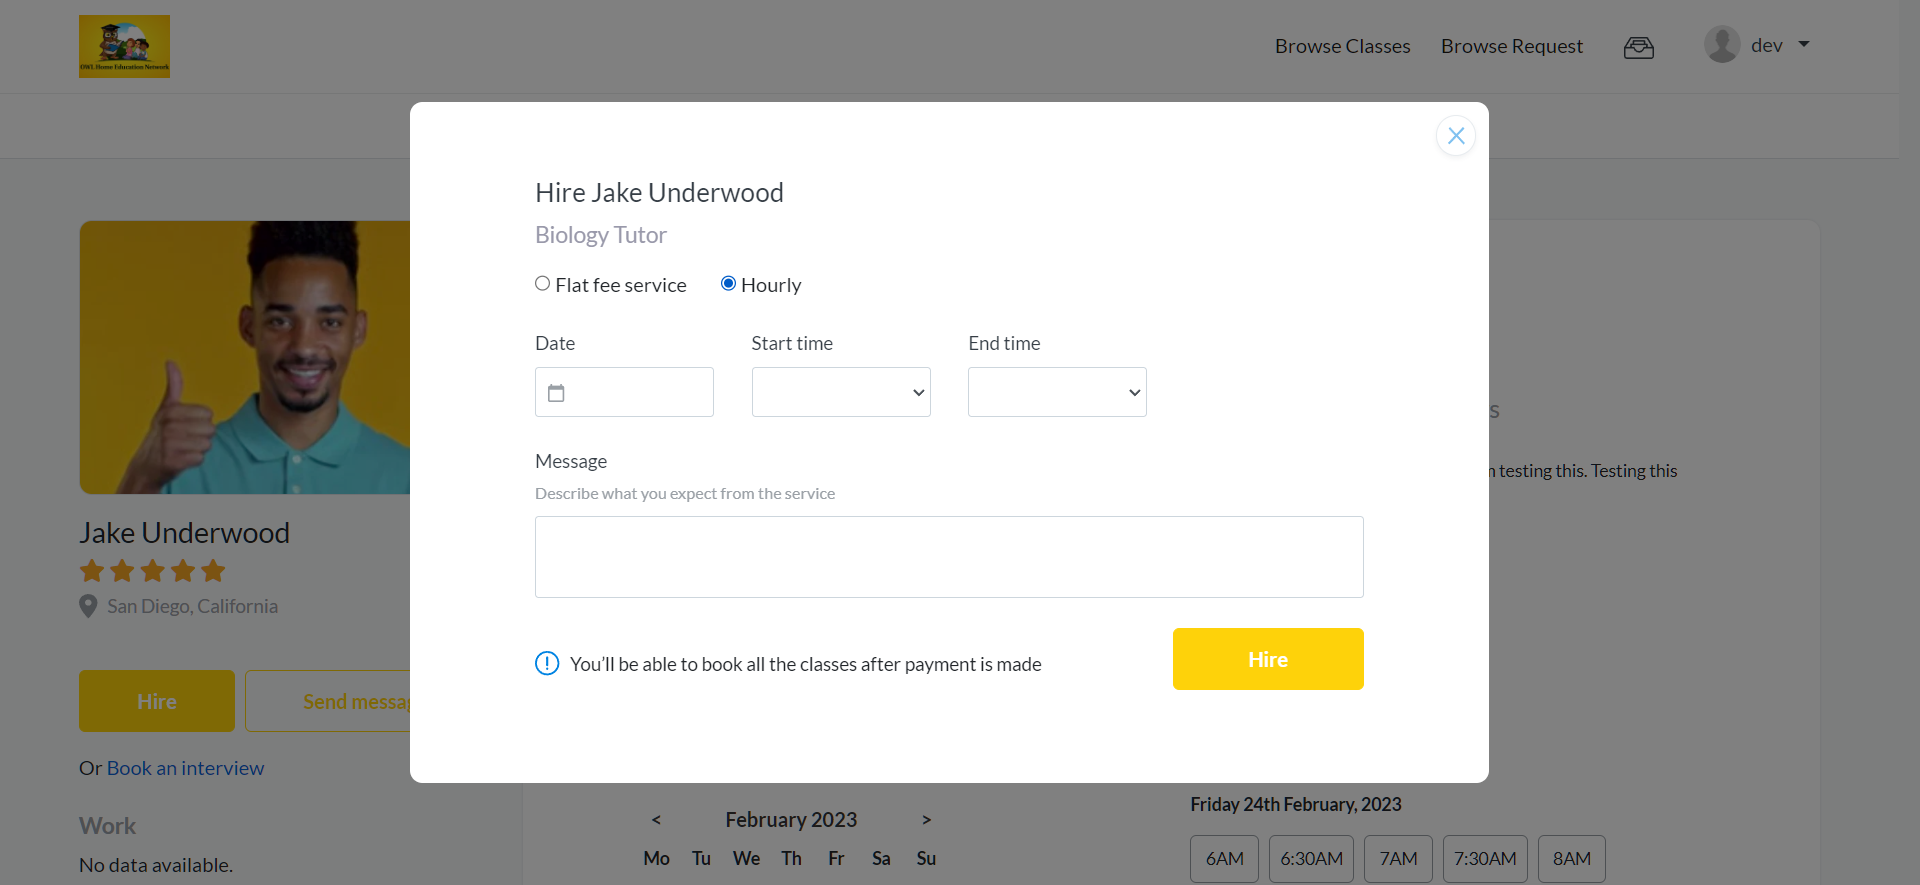 OWL Home Education Network
Browse Classes
Browse Request
dev
Hire Jake Underwood
Biology Tutor
Flat fee service
Hourly
Date
Start time
End time
Message
Describe what you expect from the service
You’ll be able to book all the classes after payment is made
Hire
s
testing this. Testing this
Jake Underwood
San Diego, California
Hire
Send messa
Or Book an interview
Work
No data available.
< February 2023 >
Mo Tu We Th Fr Sa Su
Friday 24th February, 2023
6AM 6:30AM 7AM 7:30AM 8AM